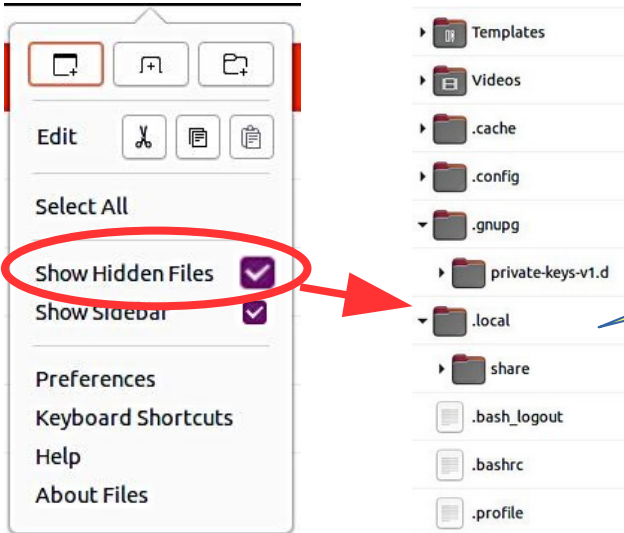 Edit
Select All
Show Hidden Files
Show Sidebar
Preferences
Keyboard Shortcuts
Help
About Files
Templates
Videos
.cache
.config
.gnupg
private-keys-v1.d
.local
share
.bash_logout
.bashrc
.profile